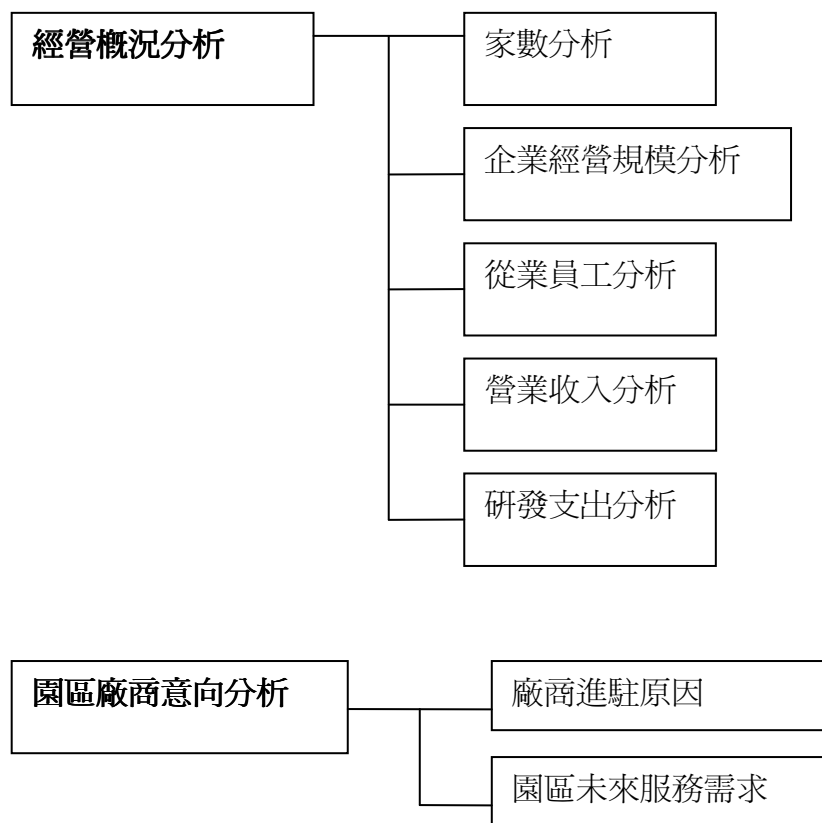 經營概況分析
家數分析
企業經營規模分析
從業員工分析
營業收入分析
研發支出分析
園區廠商意向分析
廠商進駐原因
園區未來服務需求